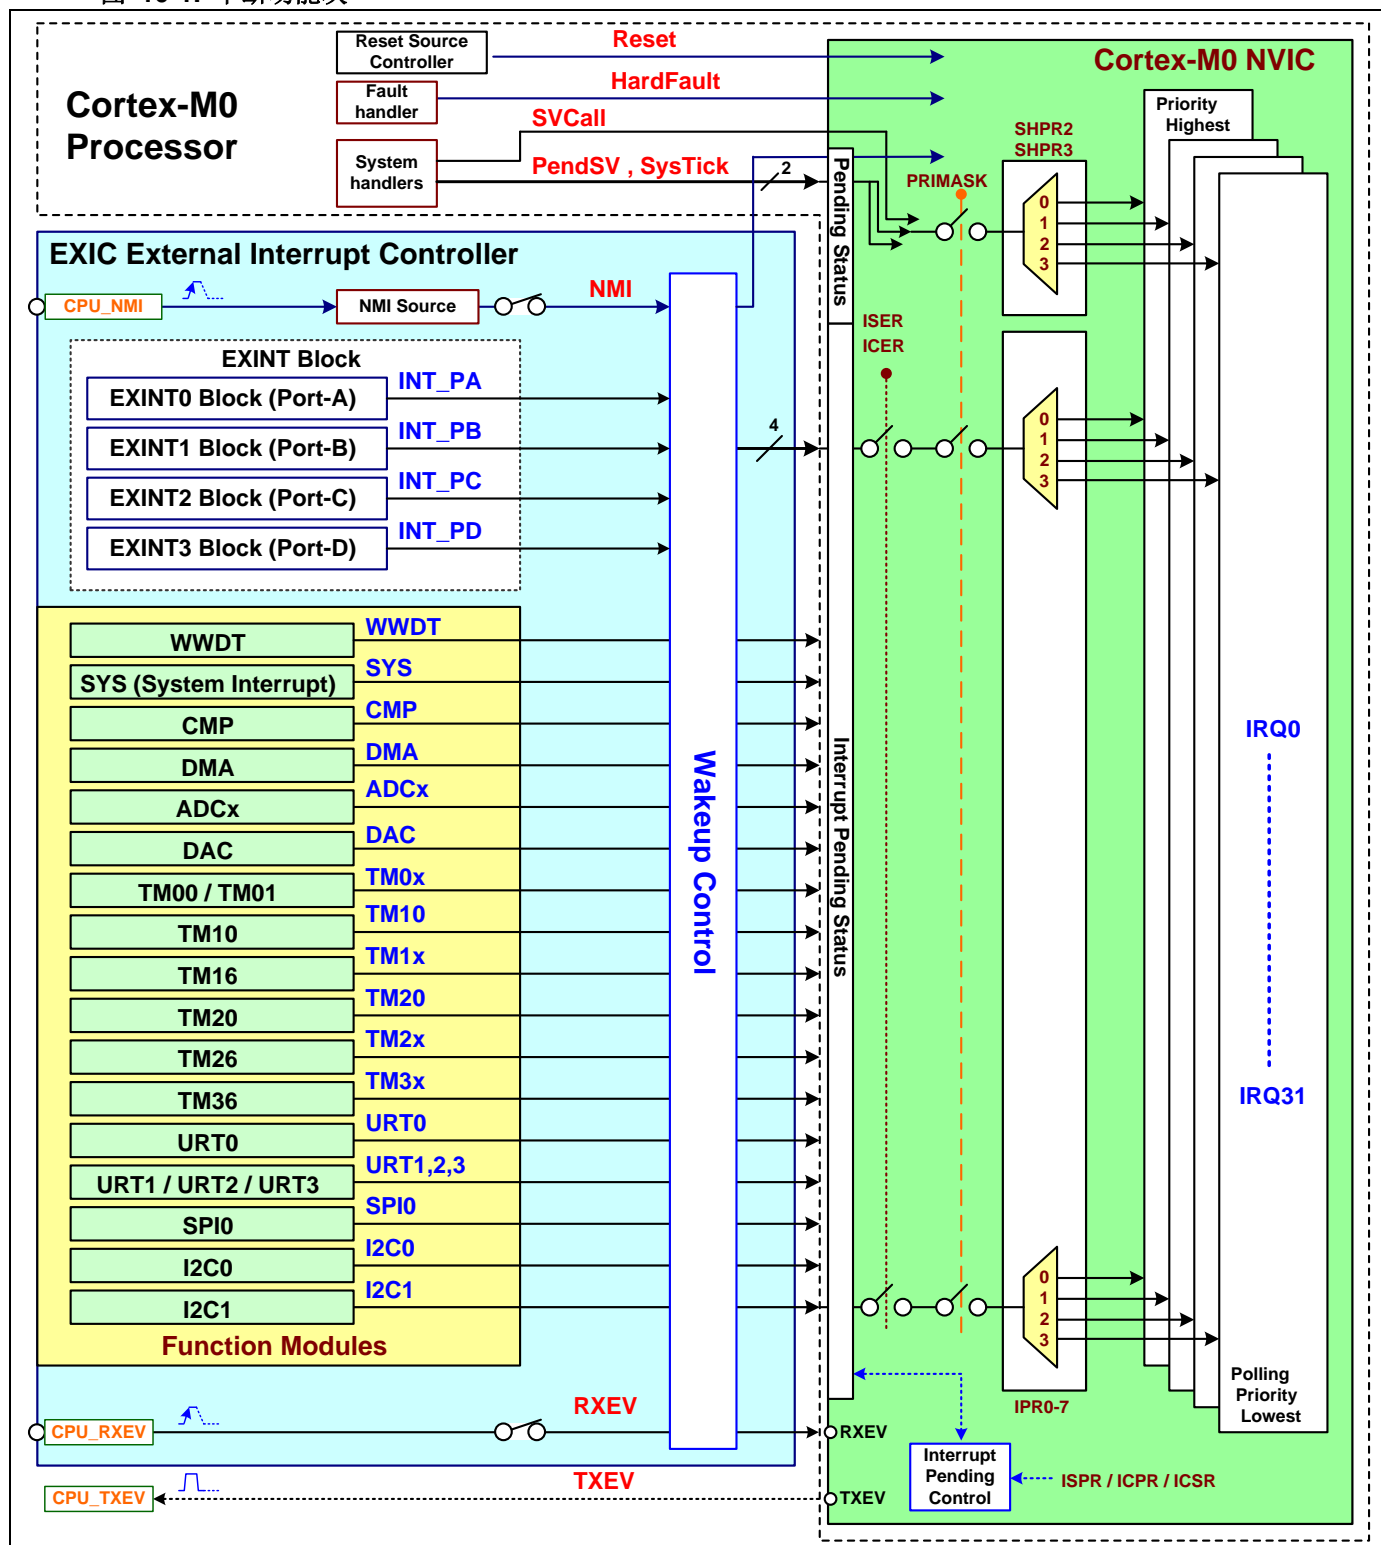 Reset Source
Controller
Reset
Cortex-M0 NVIC
Cortex-M0
Processor
Fault
handler
HardFault
SVCall
System
handlers
PendSV , SysTick
2
Pending Status
PRIMASK
SHPR2
SHPR3
0
1
2
3
Priority
Highest
EXIC External Interrupt Controller
CPU_NMI
NMI Source
NMI
EXINT Block
EXINT0 Block (Port-A)
INT_PA
EXINT1 Block (Port-B)
INT_PB
EXINT2 Block (Port-C)
INT_PC
EXINT3 Block (Port-D)
INT_PD
4
ISER
ICER
0
1
2
3
WWDT
WWDT
SYS (System Interrupt)
SYS
CMP
CMP
DMA
DMA
ADCx
ADCx
DAC
DAC
TM00 / TM01
TM0x
TM10
TM10
TM16
TM1x
TM20
TM20
TM26
TM2x
TM36
TM3x
URT0
URT0
URT1 / URT2 / URT3
URT1,2,3
SPI0
SPI0
I2C0
I2C0
I2C1
I2C1
Function Modules
Wakeup Control
Interrupt Pending Status
IRQ0
IRQ31
0
1
2
3
IPR0-7
Polling
Priority
Lowest
CPU_RXEV
RXEV
RXEV
CPU_TXEV
TXEV
TXEV
Interrupt
Pending
Control
ISPR / ICPR / ICSR